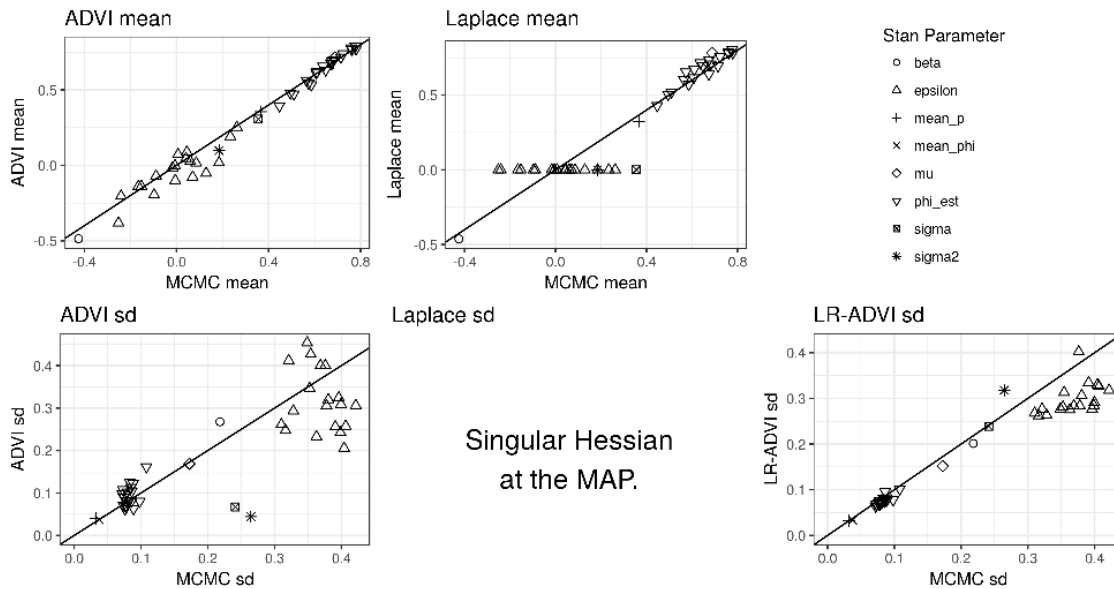 ADVI mean
Laplace mean
Stan Parameter
ADVI mean
0.5
0.0
-0.5
-0.4
0.0
0.4
0.8
MCMC mean
Laplace mean
0.5
0.0
-0.5
-0.4
0.0
0.4
0.8
MCMC mean
beta
epsilon
mean_p
mean_phi
mu
phi_est
sigma
sigma2
ADVI sd
Laplace sd
LR-ADVI sd
ADVI sd
0.4
0.3
0.2
0.1
0.0
0.0
0.1
0.2
0.3
0.4
MCMC sd
Singular Hessian
at the MAP.
LR-ADVI sd
0.4
0.3
0.2
0.1
0.0
0.0
0.1
0.2
0.3
0.4
MCMC sd